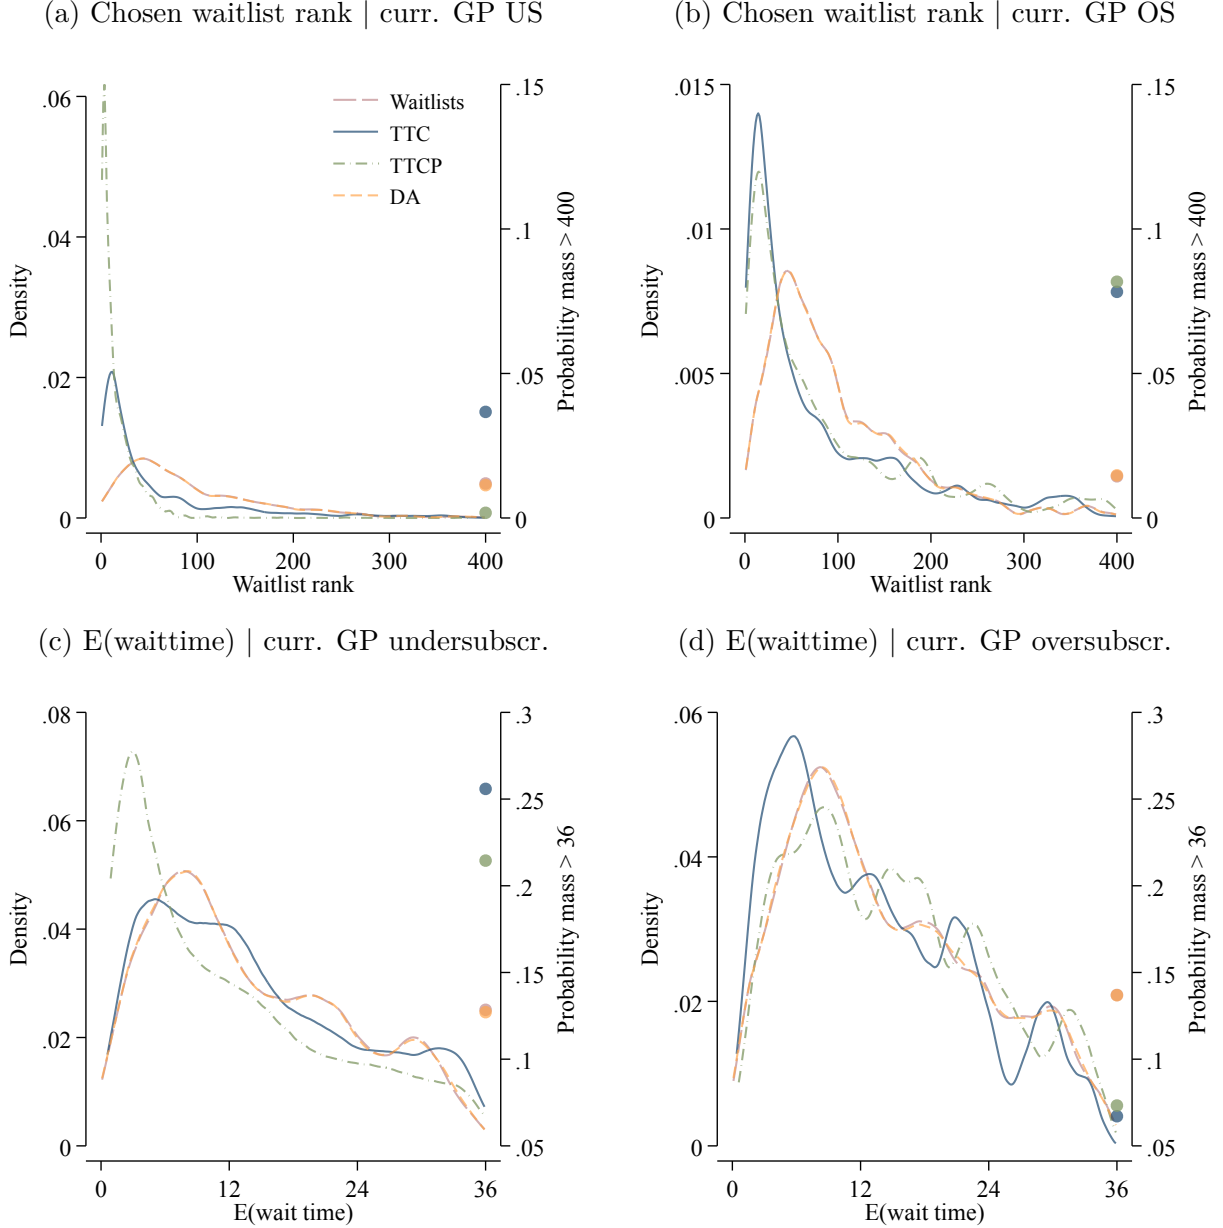 (a) Chosen waitlist rank | curr. GP US
.06
.04
.02
0
Density
.15
.1
.05
0
Probability mass > 400
Waitlists
TTC
TTCP
DA
0 100 200 300 400
Waitlist rank
(b) Chosen waitlist rank | curr. GP OS
.015
.01
.005
0
Density
.15
.1
.05
0
Probability mass > 400
0 100 200 300 400
Waitlist rank
(c) E(waittime) | curr. GP undersubscr.
.08
.06
.04
.02
0
Density
.3
.25
.2
.15
.1
.05
Probability mass > 36
0 12 24 36
E(wait time)
(d) E(waittime) | curr. GP oversubscr.
.06
.04
.02
0
Density
.3
.25
.2
.15
.1
.05
Probability mass > 36
0 12 24 36
E(wait time)